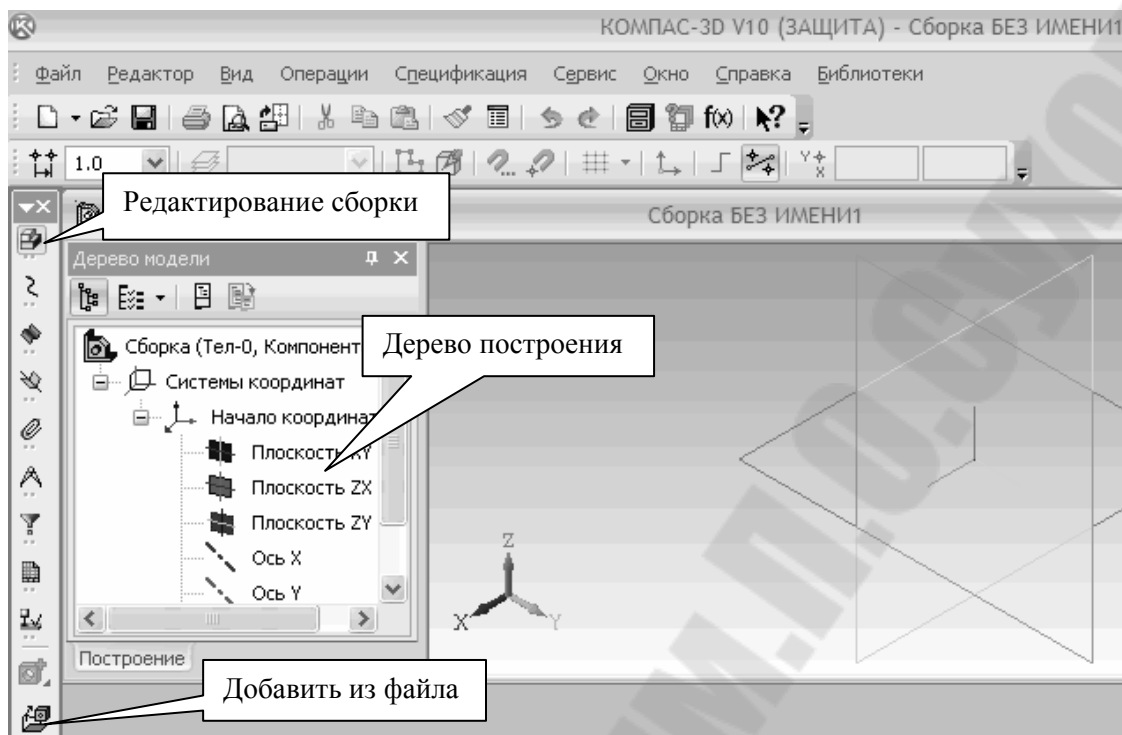 КОМПАС-3D V10 (ЗАЩИТА) - Сборка БЕЗ ИМЕНИ1
Файл Редактор Вид Операции Спецификация Сервис Окно Справка Библиотеки
f(x)
1.0
Y
X
Редактирование сборки
Сборка БЕЗ ИМЕНИ1
Дерево модели
Дерево построения
Сборка (Тел-0, Компонент
Системы координат
Начало координат
Плоскость XY
Плоскость ZX
Плоскость ZY
Ось X
Ось Y
Z
X
Y
Построение
Добавить из файла